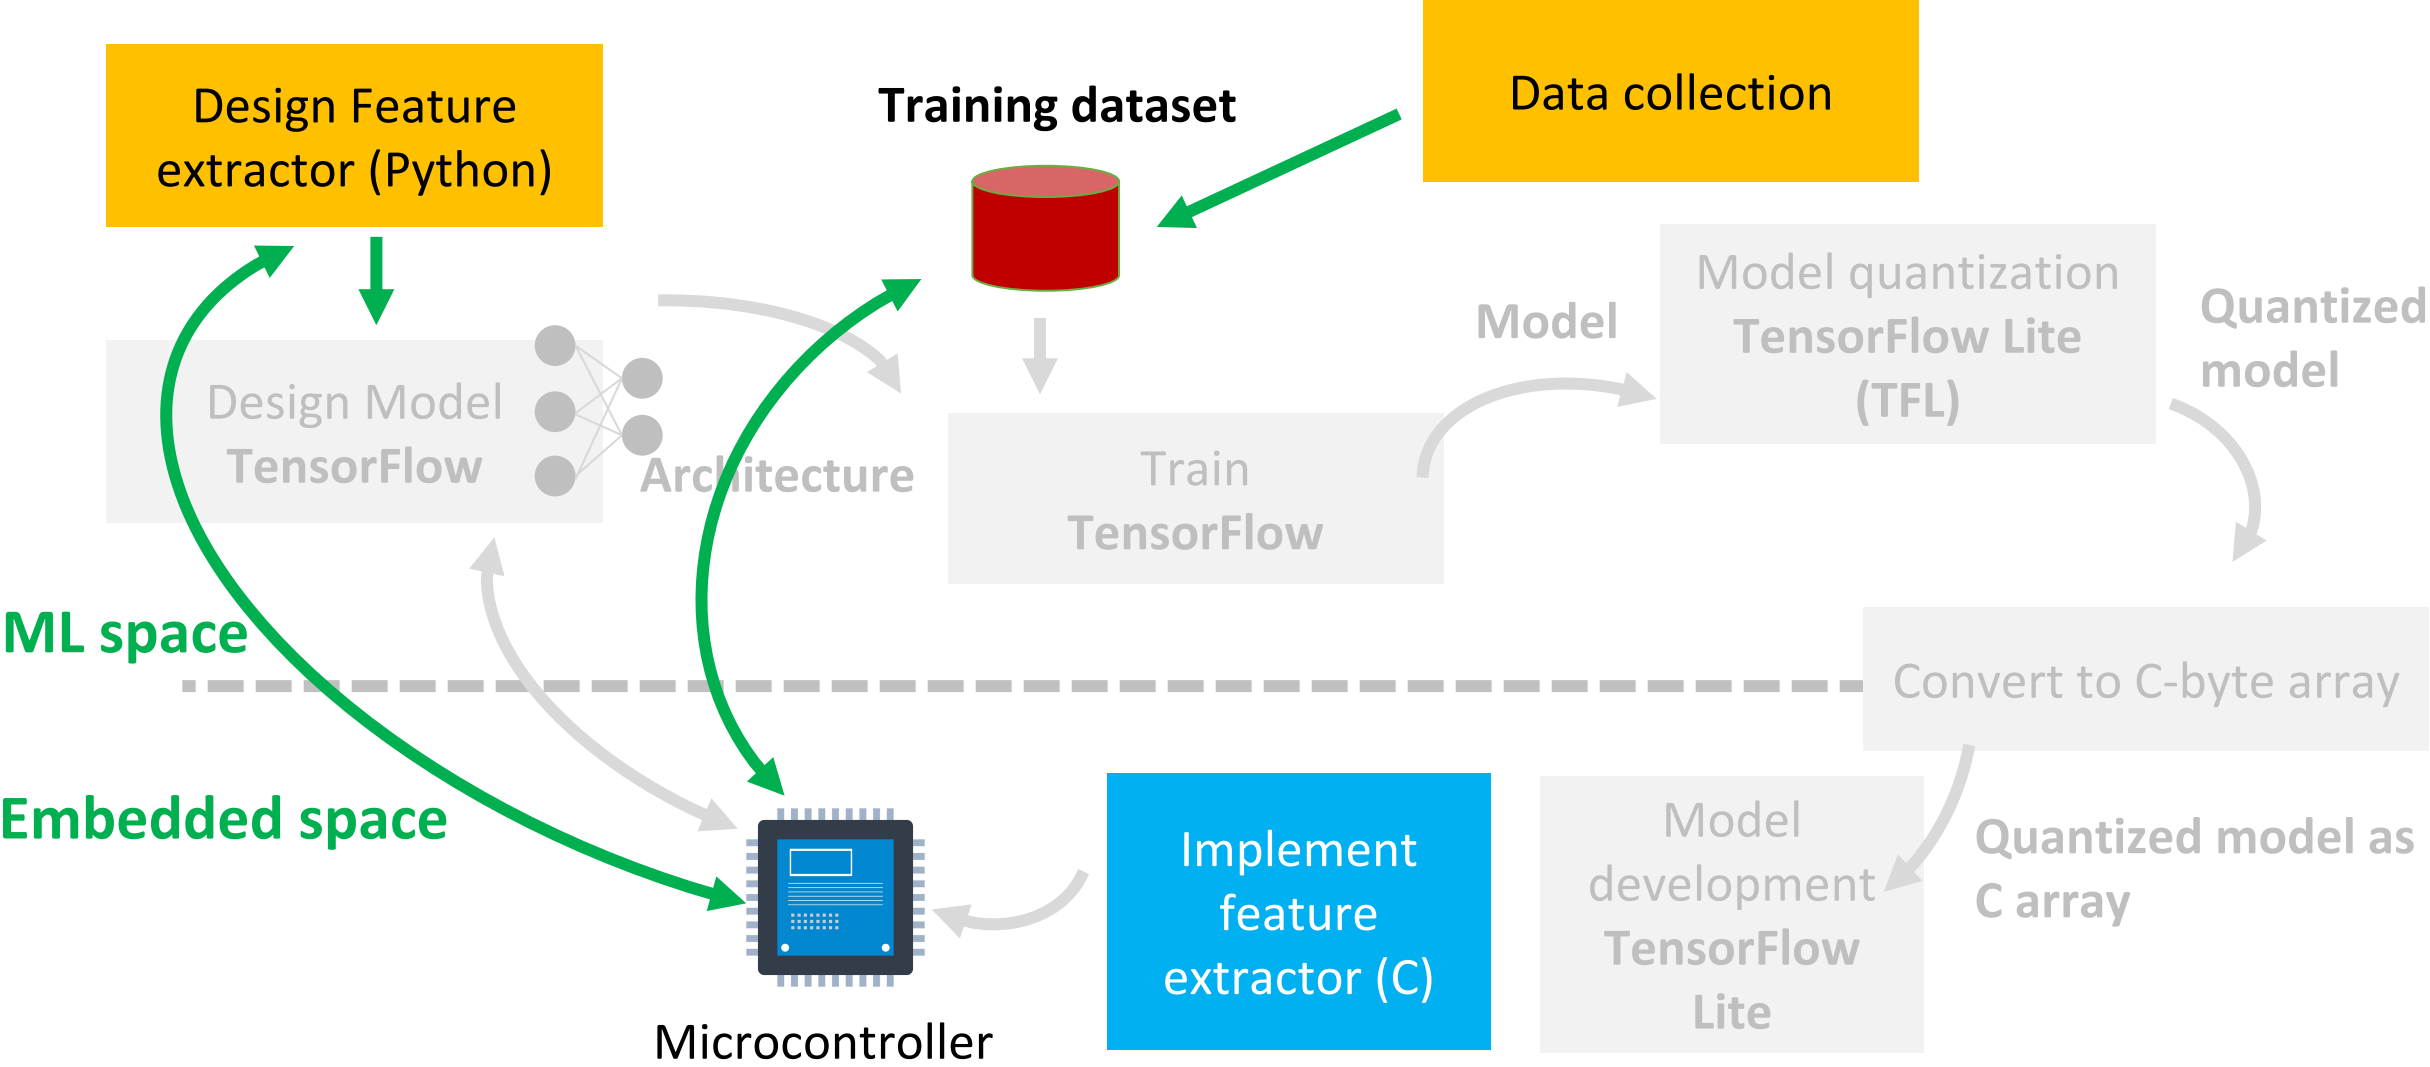 Design Feature
extractor (Python)
Training dataset
Data collection
Design Model
TensorFlow
Architecture
Train
TensorFlow
Model
Model quantization
TensorFlow Lite
(TFL)
Quantized
model
ML space
Convert to C-byte array
Embedded space
Microcontroller
Implement
feature
extractor (C)
Model
development
TensorFlow
Lite
Quantized model as
C array